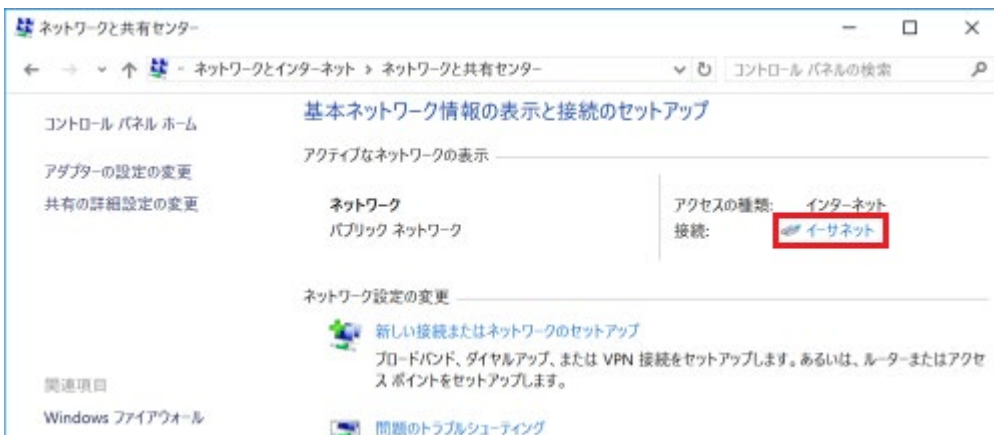 ネットワークと共有センター
ネットワークとインターネット › ネットワークと共有センター
コントロール パネルの検索
コントロール パネル ホーム
アダプターの設定の変更
共有の詳細設定の変更
基本ネットワーク情報の表示と接続のセットアップ
アクティブなネットワークの表示
ネットワーク
パブリック ネットワーク
アクセスの種類: インターネット
接続: イーサネット
ネットワーク設定の変更
新しい接続またはネットワークのセットアップ
ブロードバンド、ダイヤルアップ、または VPN 接続をセットアップします。あるいは、ルーターまたはアクセ
ス ポイントをセットアップします。
問題のトラブルシューティング
関連項目
Windows ファイアウォール